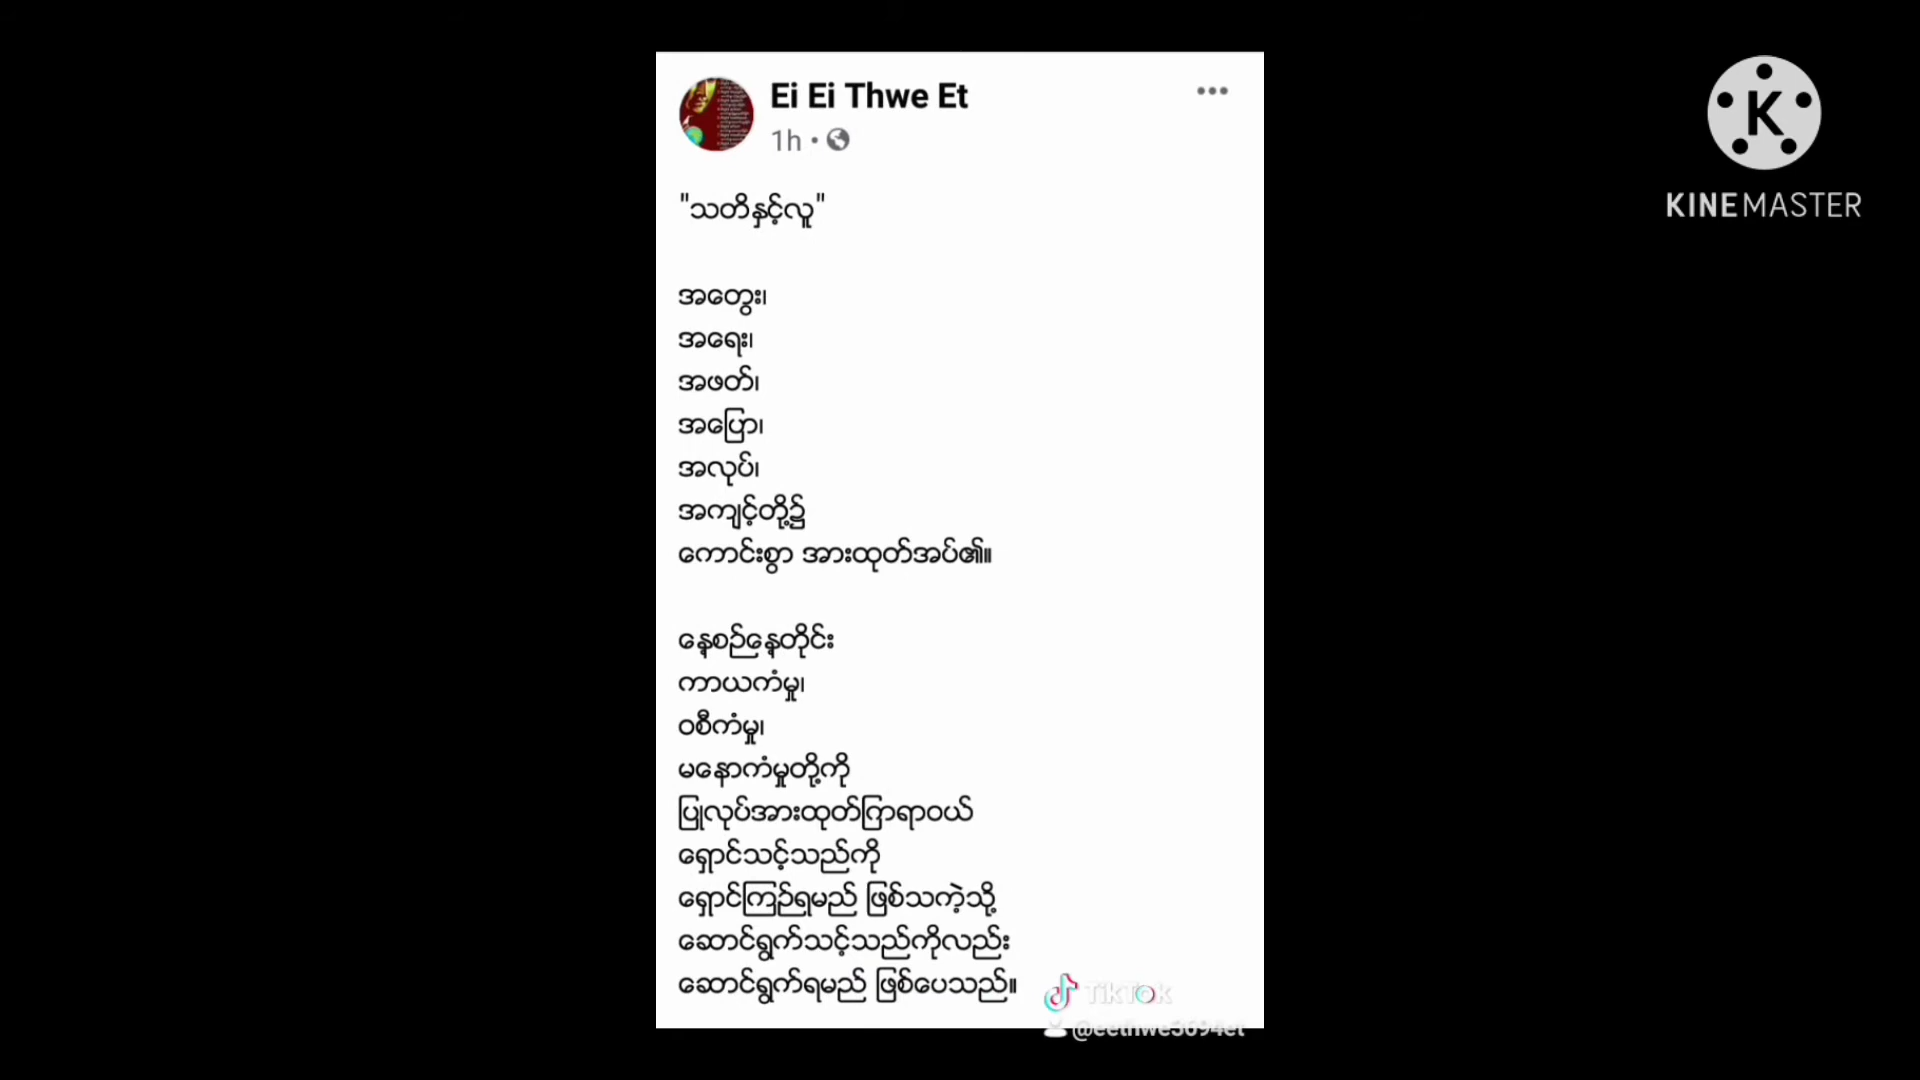 Ei Ei Thwe Et
1h
"သတိနှင့်လူ"
အတွေး၊
အရေး၊
အဖတ်၊
အပြော၊
အလုပ်၊
အကျင့်တို့၌
ကောင်းစွာ အားထုတ်အပ်၏။
နေ့စဉ်နေ့တိုင်း
ကာယကံမှု၊
ဝစီကံမှု၊
မနောကံမှုတို့ကို
ပြုလုပ်အားထုတ်ကြရာဝယ်
ရှောင်သင့်သည်ကို
ရှောင်ကြဉ်ရမည် ဖြစ်သကဲ့သို့
ဆောင်ရွက်သင့်သည်ကိုလည်း
ဆောင်ရွက်ရမည် ဖြစ်ပေသည်။
K
KINEMASTER
TikTok
@eethwe3694et